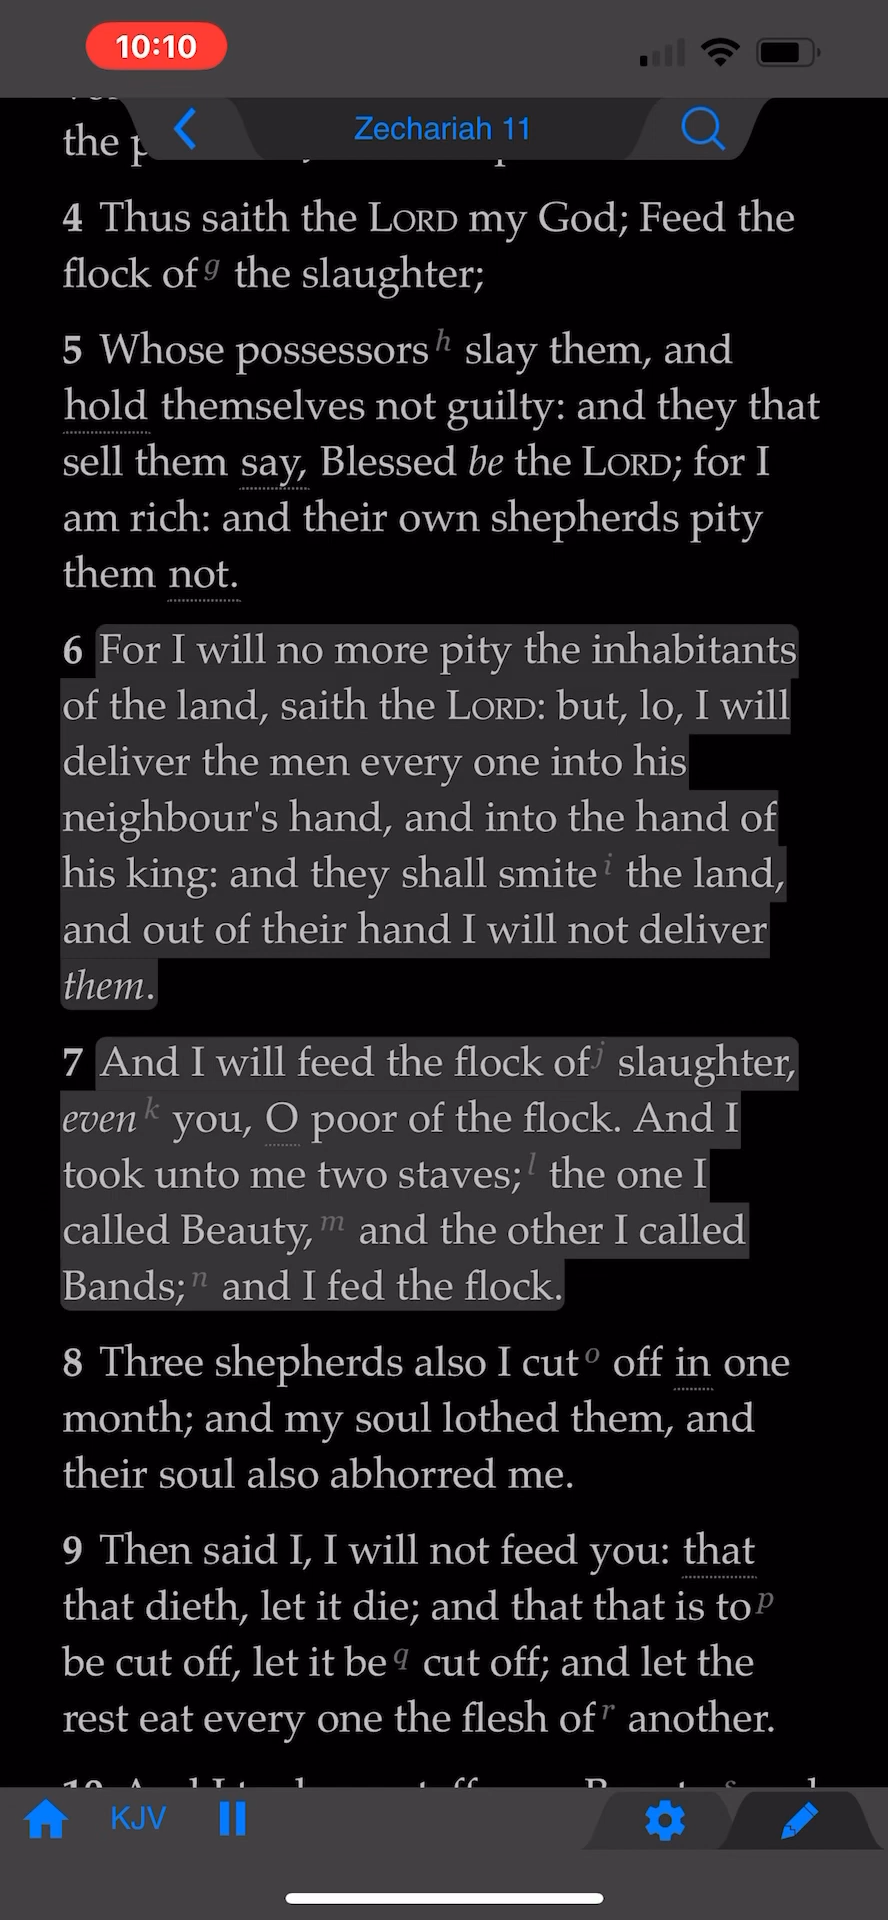 10:10
Zechariah 11
the
4 Thus saith the LORD my God; Feed the
flock of g the slaughter;
5 Whose possessors h slay them, and
hold themselves not guilty: and they that
sell them say, Blessed be the LORD; for I
am rich: and their own shepherds pity
them not.
6 For I will no more pity the inhabitants
of the land, saith the LORD: but, lo, I will
deliver the men every one into his
neighbour's hand, and into the hand of
his king: and they shall smite i the land,
and out of their hand I will not deliver
them.
7 And I will feed the flock of j slaughter,
even k you, O poor of the flock. And I
took unto me two staves; l the one I
called Beauty, m and the other I called
Bands; n and I fed the flock.
8 Three shepherds also I cut o off in one
month; and my soul lothed them, and
their soul also abhorred me.
9 Then said I, I will not feed you: that
that dieth, let it die; and that that is to p
be cut off, let it be q cut off; and let the
rest eat every one the flesh of r another.
KJV